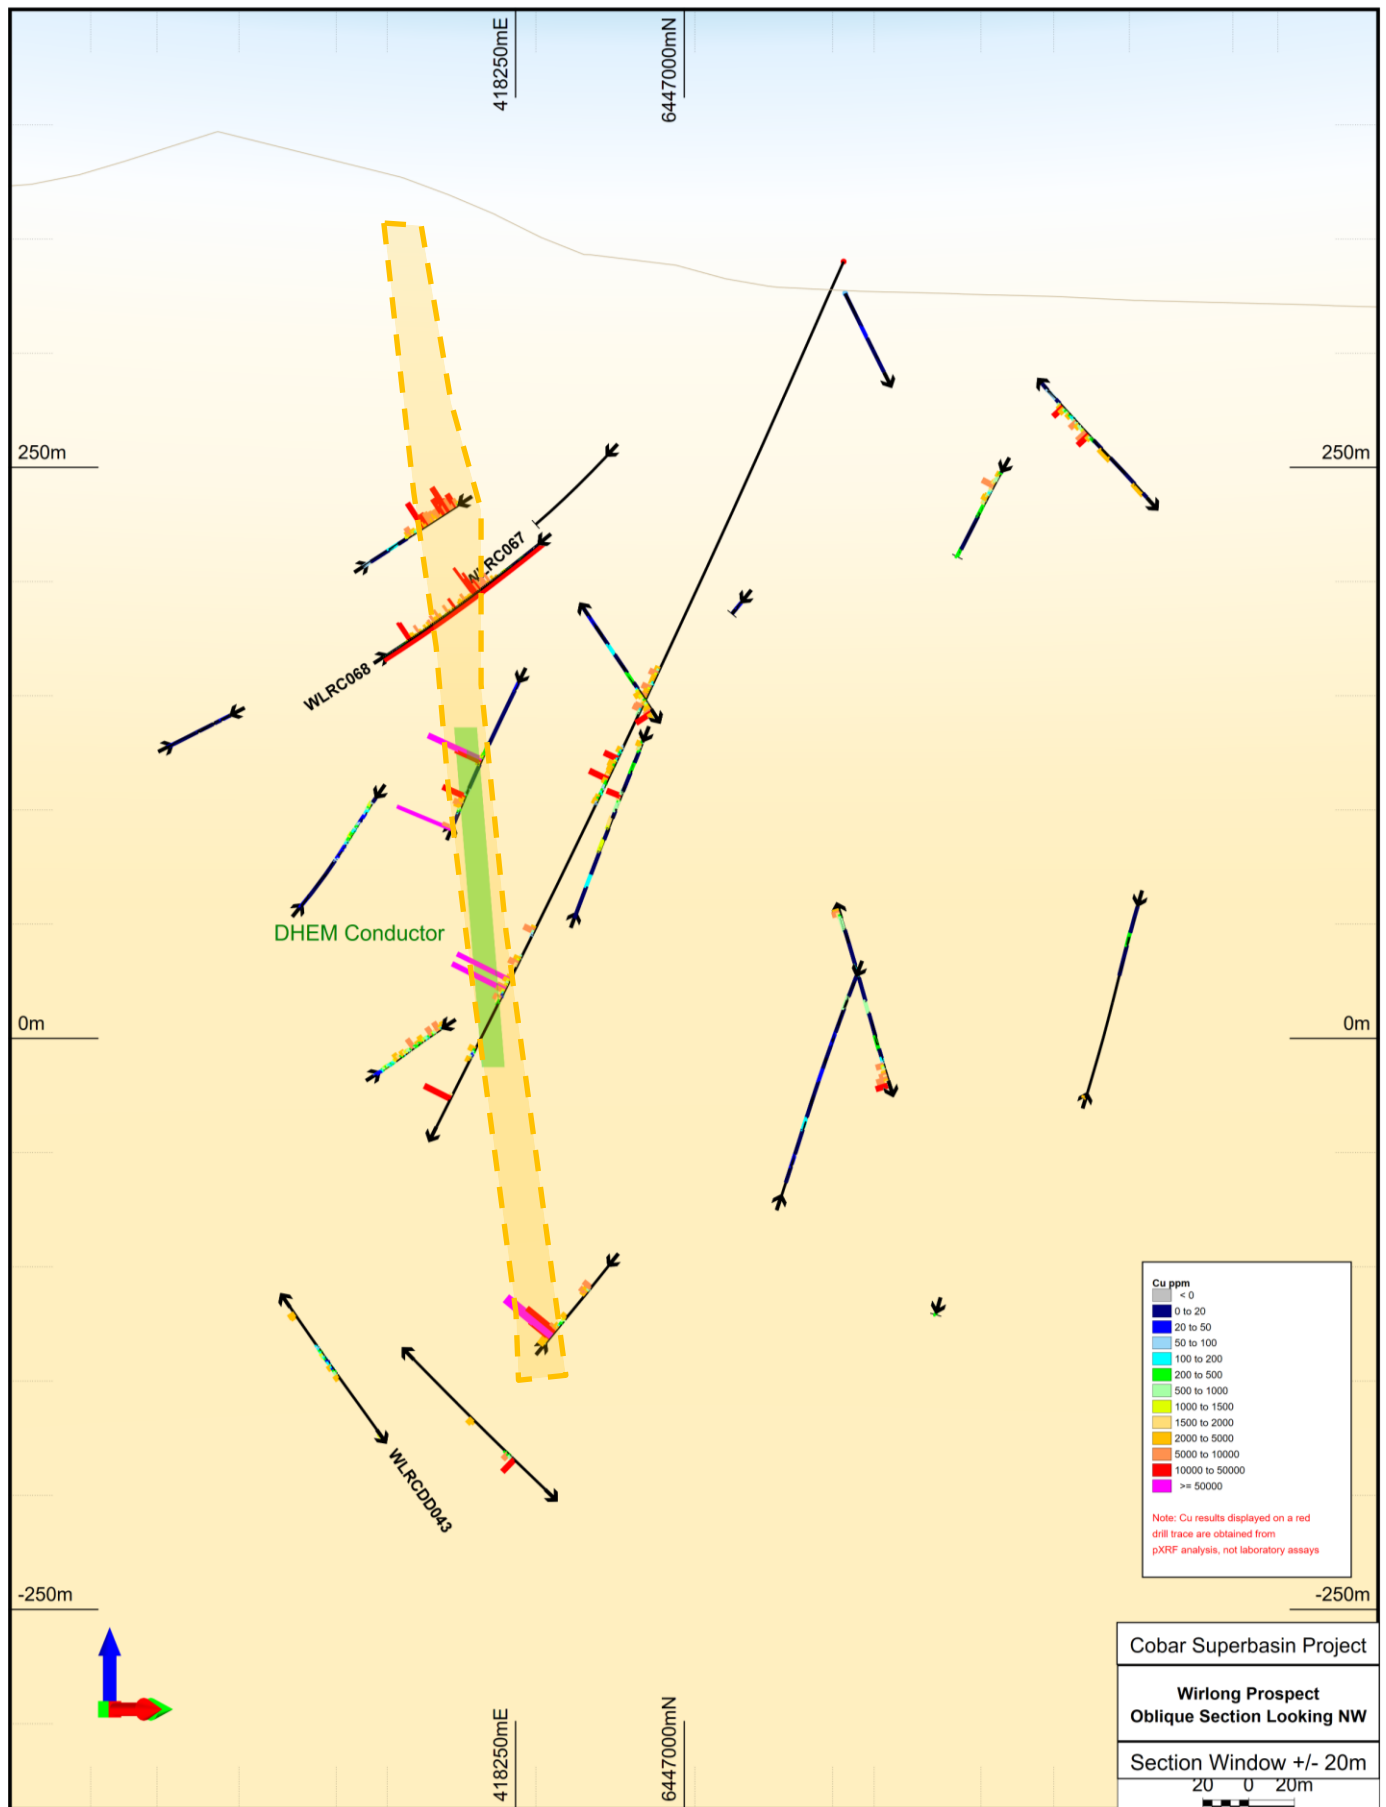 418250mE
6447000mN
250m
250m
WLRC067
WLRC068
DHEM Conductor
0m
0m
WLRCDD043
Cu ppm
< 0
0 to 20
20 to 50
50 to 100
100 to 200
200 to 500
500 to 1000
1000 to 1500
1500 to 2000
2000 to 5000
5000 to 10000
10000 to 50000
>= 50000
Note: Cu results displayed on a red
drill trace are obtained from
pXRF analysis, not laboratory assays
-250m
-250m
Cobar Superbasin Project
Wirlong Prospect
Oblique Section Looking NW
Section Window +/- 20m
20 0 20m
418250mE
6447000mN